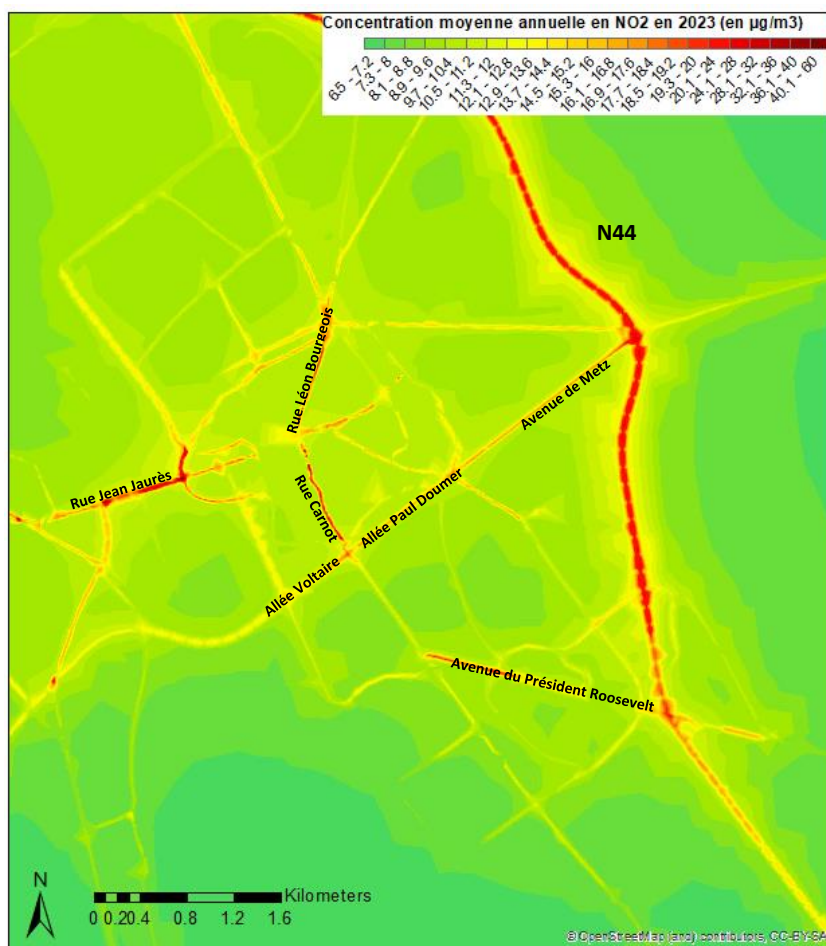 Concentration moyenne annuelle en NO2 en 2023 (en µg/m3)
6.5 - 7.2
7.3 - 8
8.1 - 8.8
8.9 - 9.6
9.7 - 10.4
10.5 - 11.2
11.3 - 12
12.1 - 12.8
12.9 - 13.6
13.7 - 14.4
14.5 - 15.2
15.3 - 16
16.1 - 16.8
16.9 - 17.6
17.7 - 18.4
18.5 - 19.2
19.3 - 20
20.1 - 24
24.1 - 28
28.1 - 32
32.1 - 36
36.1 - 40
40.1 - 60
N44
Rue Léon Bourgeois
Avenue de Metz
Rue Jean Jaurès
Rue Carnot
Allée Paul Doumer
Allée Voltaire
Avenue du Président Roosevelt
N
Kilometers
0 0.20.4 0.8 1.2 1.6
© OpenStreetMap (and) contributors, CC-BY-SA